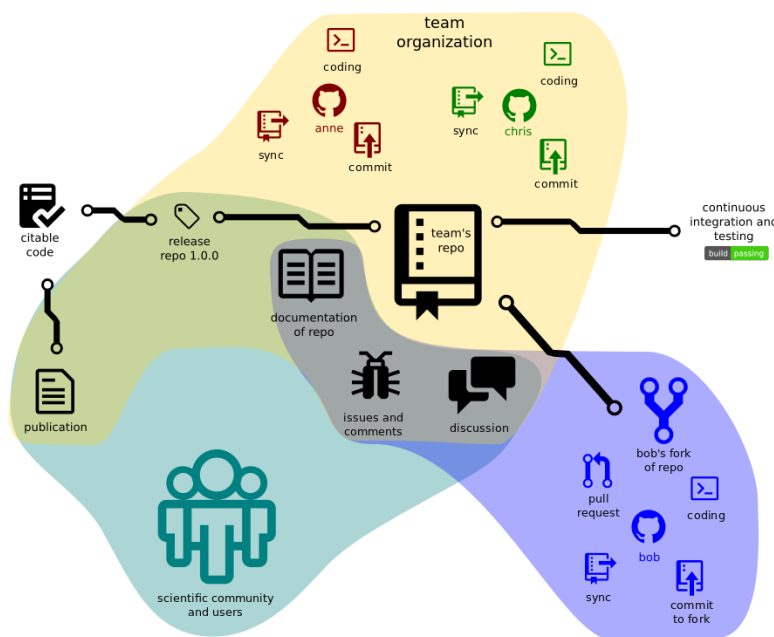 team
organization
coding
coding
anne
chris
sync
sync
commit
commit
citable
code
release
repo 1.0.0
team's
repo
continuous
integration and
testing
build passing
documentation
of repo
issues and
comments
discussion
publication
bob's fork
of repo
pull
request
coding
bob
sync
commit
to fork
scientific community
and users